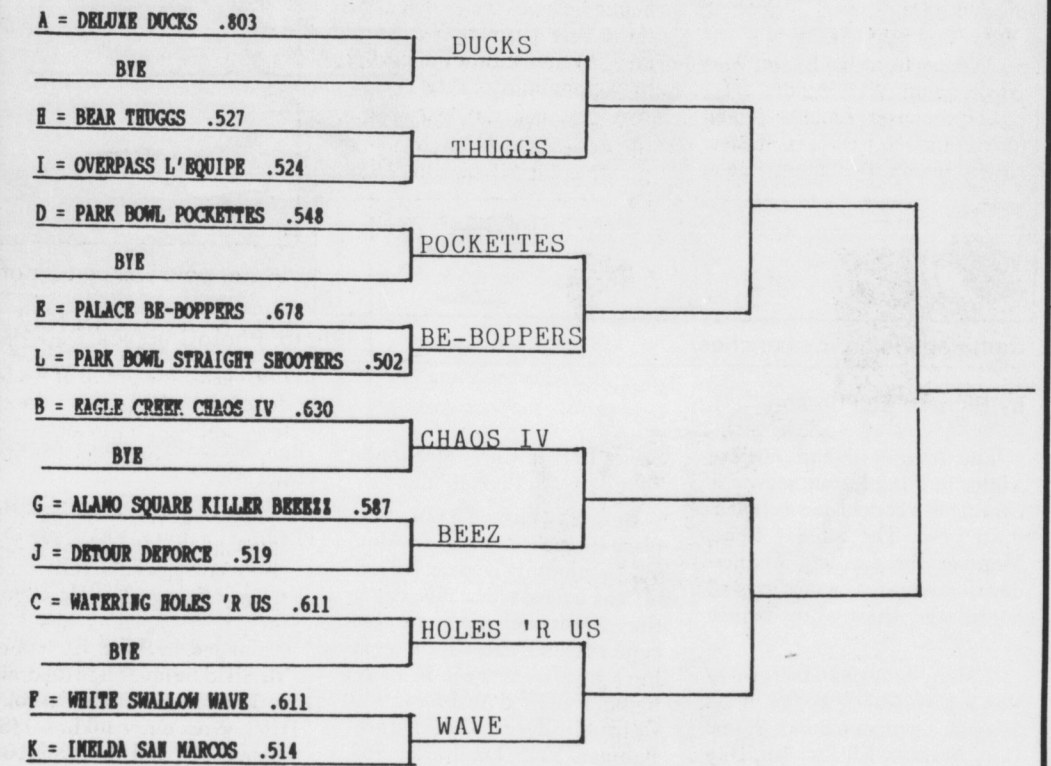 A = DELUXE DUCKS .803
DUCKS
BYE
H = BEAR THUGGS .527
THUGGS
I = OVERPASS L'EQUIPE .524
D = PARK BOWL POCKETTES .548
POCKETTES
BYE
E = PALACE BE-BOPPERS .678
BE-BOPPERS
L = PARK BOWL STRAIGHT SHOOTERS .502
B = EAGLE CREEK CHAOS IV .630
CHAOS IV
BYE
G = ALAMO SQUARE KILLER BEEEZZ .587
BEEZ
J = DETOUR DEFORCE .519
C = WATERING HOLES 'R US .611
HOLES 'R US
BYE
F = WHITE SWALLOW WAVE .611
WAVE
K = IMELDA SAN MARCOS .514